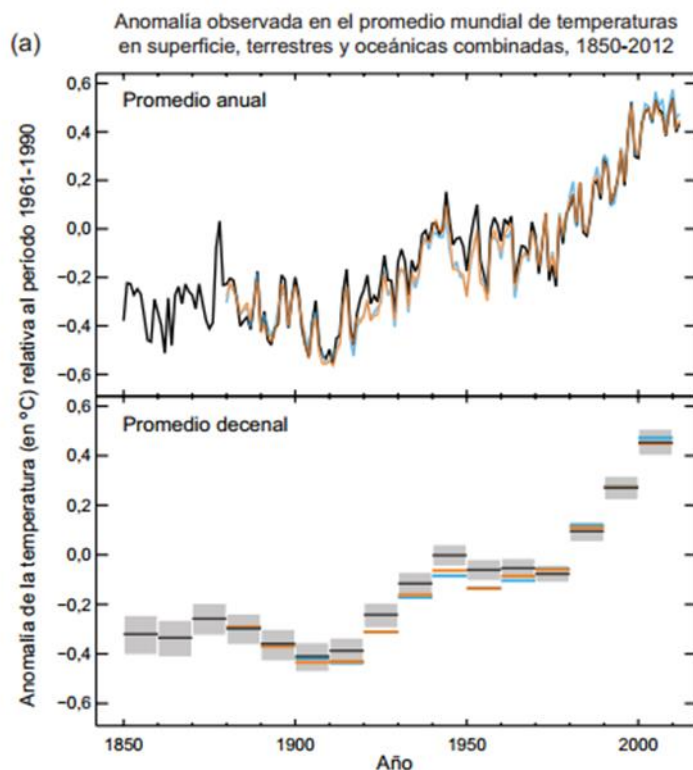 Anomalía observada en el promedio mundial de temperaturas
en superficie, terrestres y oceánicas combinadas, 1850-2012
(a)
Anomalía de la temperatura (en ºC) relativa al período 1961-1990
Promedio anual
0,6
0,4
0,2
0,0
−0,2
−0,4
−0,6
Promedio decenal
0,4
0,2
0,0
−0,2
−0,4
−0,6
1850 1900 1950 2000
Año